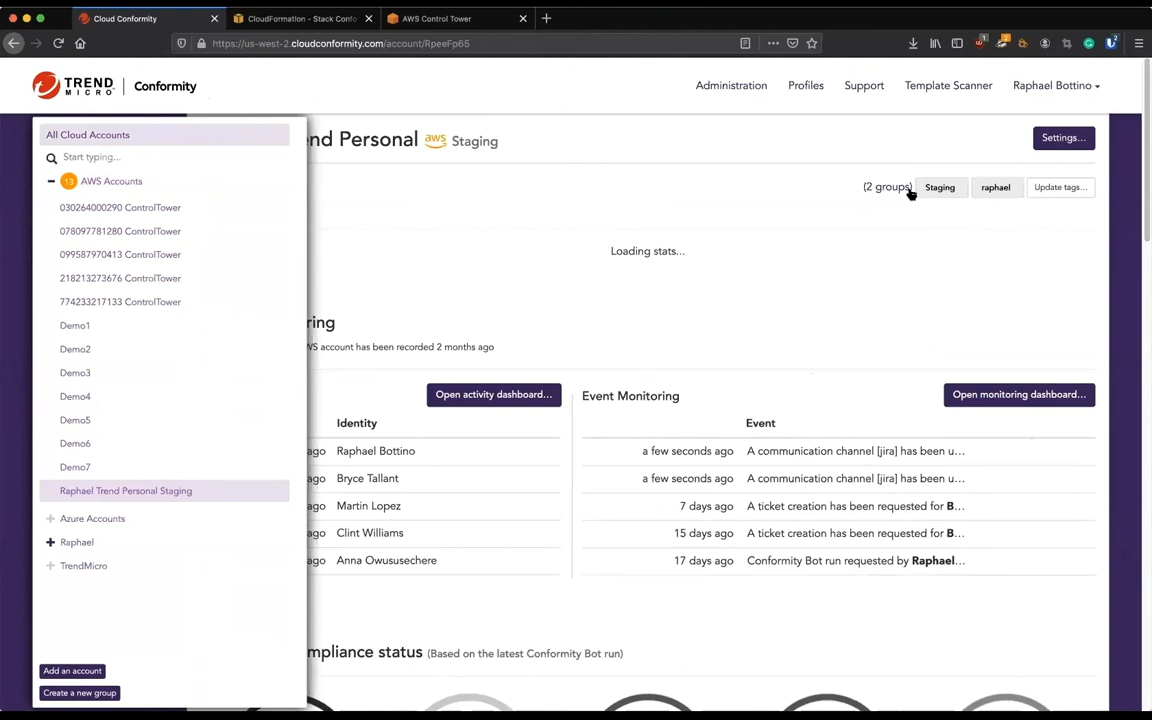 Cloud Conformity
CloudFormation - Stack Confo
AWS Control Tower
https://us-west-2.cloudconformity.com/account/RpeeFp65
TREND MICRO | Conformity
Administration
Profiles
Support
Template Scanner
Raphael Bottino
All Cloud Accounts
Start typing...
13 AWS Accounts
030264000290 ControlTower
078097781280 ControlTower
099587970413 ControlTower
218213273676 ControlTower
774233217133 ControlTower
Demo1
Demo2
Demo3
Demo4
Demo5
Demo6
Demo7
Raphael Trend Personal Staging
Azure Accounts
Raphael
TrendMicro
Add an account
Create a new group
nd Personal aws Staging
Settings...
(2 groups)
Staging
raphael
Update tags...
Loading stats...
ring
WS account has been recorded 2 months ago
Open activity dashboard...
Identity
ago Raphael Bottino
ago Bryce Tallant
ago Martin Lopez
ago Clint Williams
ago Anna Owususechere
Event Monitoring
Open monitoring dashboard...
Event
a few seconds ago A communication channel [jira] has been u...
a few seconds ago A communication channel [jira] has been u...
7 days ago A ticket creation has been requested for B...
15 days ago A ticket creation has been requested for B...
17 days ago Conformity Bot run requested by Raphael...
mpliance status (Based on the latest Conformity Bot run)